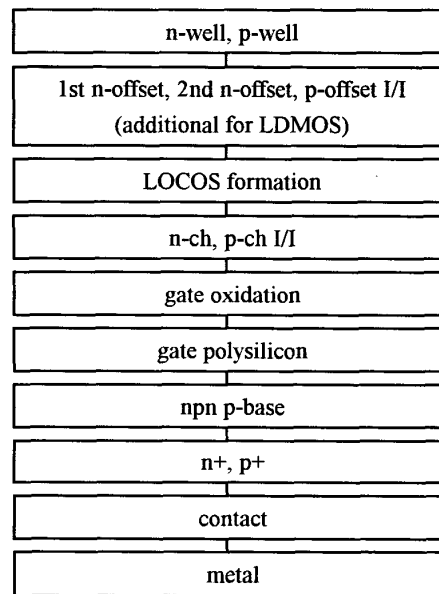 n-well, p-well
1st n-offset, 2nd n-offset, p-offset I/I
(additional for LDMOS)
LOCOS formation
n-ch, p-ch I/I
gate oxidation
gate polysilicon
npn p-base
n+, p+
contact
metal